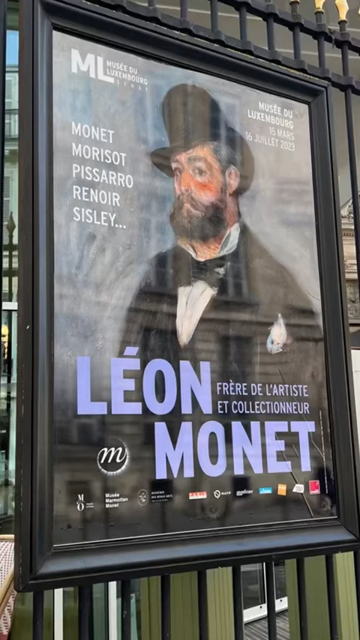 ML MUSÉE DU
LUXEMBOURG
SÉNAT
MUSÉE DU
LUXEMBOURG
15 MARS
16 JUILLET 2023
MONET
MORISOT
PISSARRO
RENOIR
SISLEY...
LÉON
FRÈRE DE L'ARTISTE
ET COLLECTIONNEUR
MONET
m
Musée
Marmottan
Monet